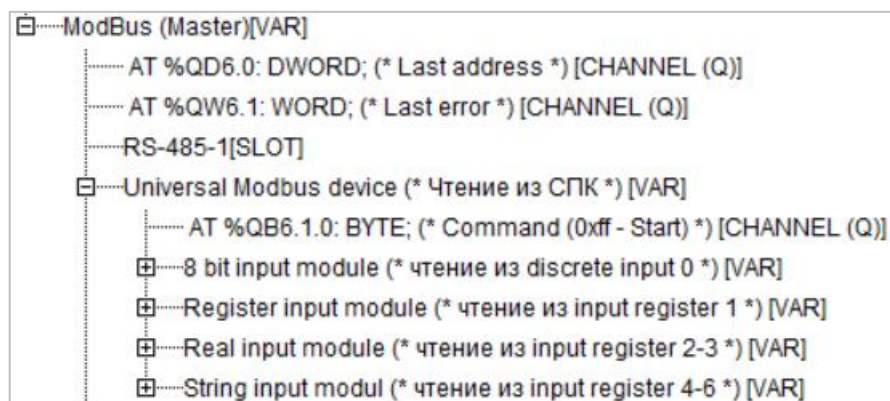 ModBus (Master)[VAR]
AT %QD6.0: DWORD; (* Last address *) [CHANNEL (Q)]
AT %QW6.1: WORD; (* Last error *) [CHANNEL (Q)]
RS-485-1[SLOT]
Universal Modbus device (* Чтение из СПК *) [VAR]
AT %QB6.1.0: BYTE; (* Command (0xff - Start) *) [CHANNEL (Q)]
8 bit input module (* чтение из discrete input 0 *) [VAR]
Register input module (* чтение из input register 1 *) [VAR]
Real input module (* чтение из input register 2-3 *) [VAR]
String input modul (* чтение из input register 4-6 *) [VAR]